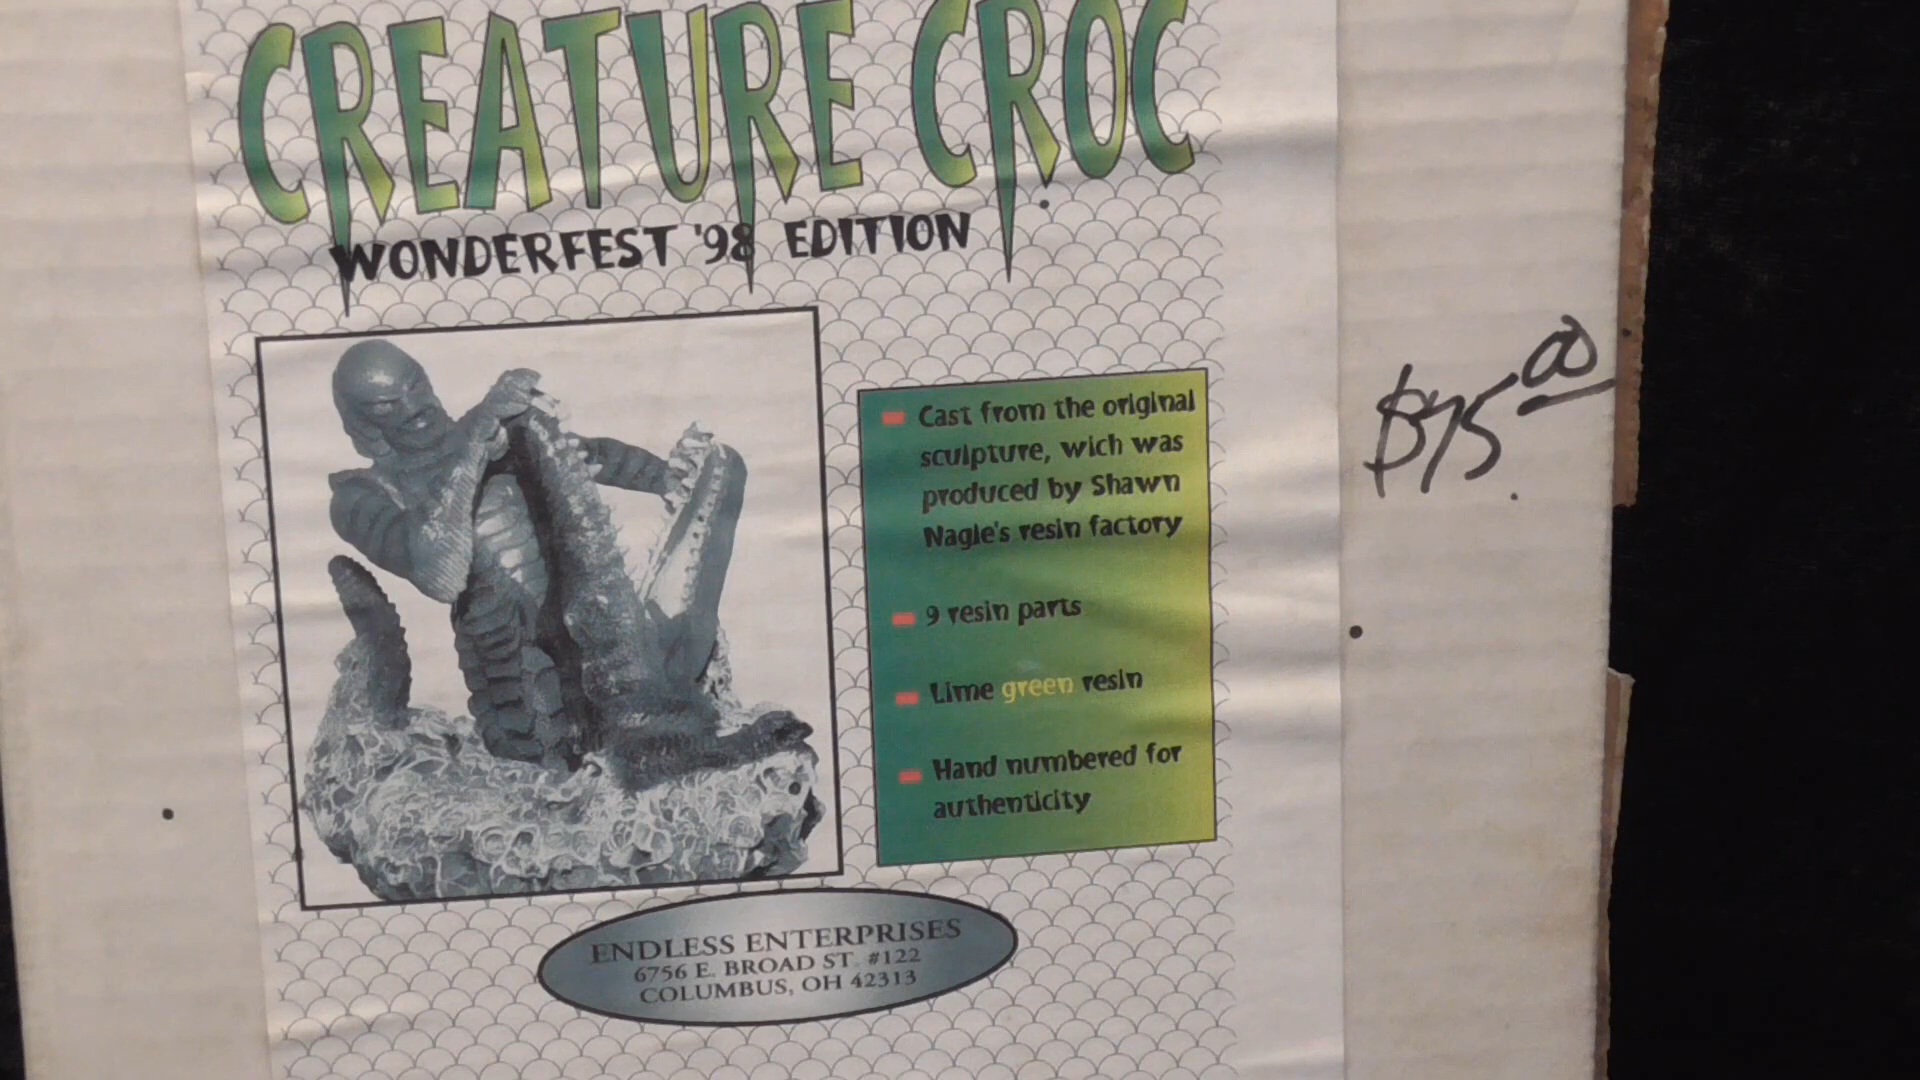 CREATURE CROC
WONDERFEST '98 EDITION
Cast from the original
sculpture, wich was
produced by Shawn
Nagle's resin factory
9 resin parts
Lime green resin
Hand numbered for
authenticity
$75.00
ENDLESS ENTERPRISES
6756 E. BROAD ST. #122
COLUMBUS, OH 42313